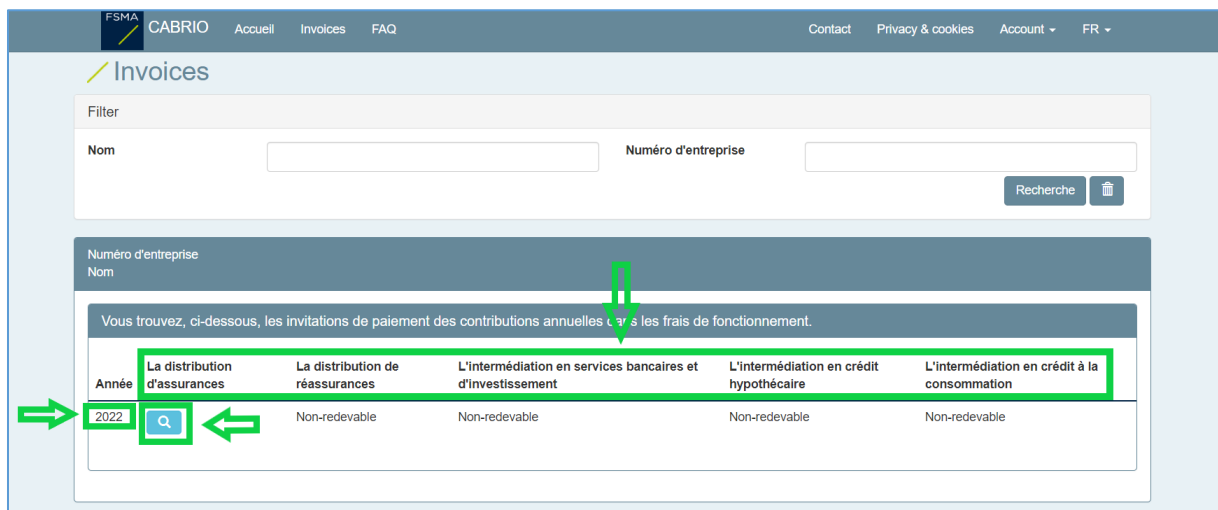 FSMA
CABRIO Accueil Invoices FAQ Contact Privacy & cookies Account FR
Invoices
Filter
Nom Numéro d'entreprise
Recherche
Numéro d'entreprise
Nom
Vous trouvez, ci-dessous, les invitations de paiement des contributions annuelles dans les frais de fonctionnement.
La distribution La distribution de L'intermédiation en services bancaires et L'intermédiation en crédit L'intermédiation en crédit à la
Année d'assurances réassurances d'investissement hypothécaire consommation
2022 Non-redevable Non-redevable Non-redevable Non-redevable